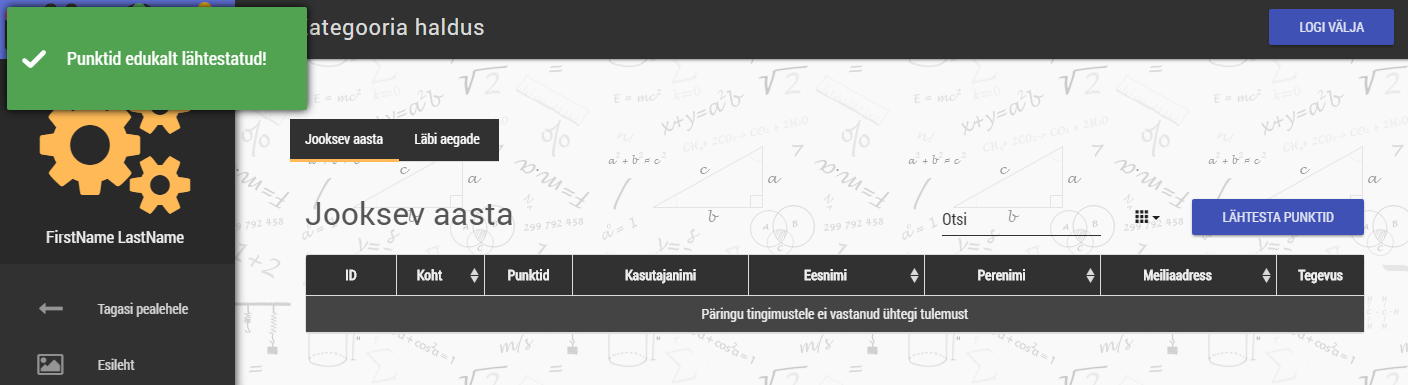 Punktid edukalt lähtestatud!
ategooria haldus
LOGI VÄLJA
FirstName LastName
Tagasi pealehele
Esileht
Jooksev aasta
Läbi aegade
Jooksev aasta
Otsi
LÄHTESTA PUNKTID
ID Koht Punktid Kasutajanimi Eesnimi Perenimi Meiliaadress Tegevus
Päringu tingimustele ei vastanud ühtegi tulemust